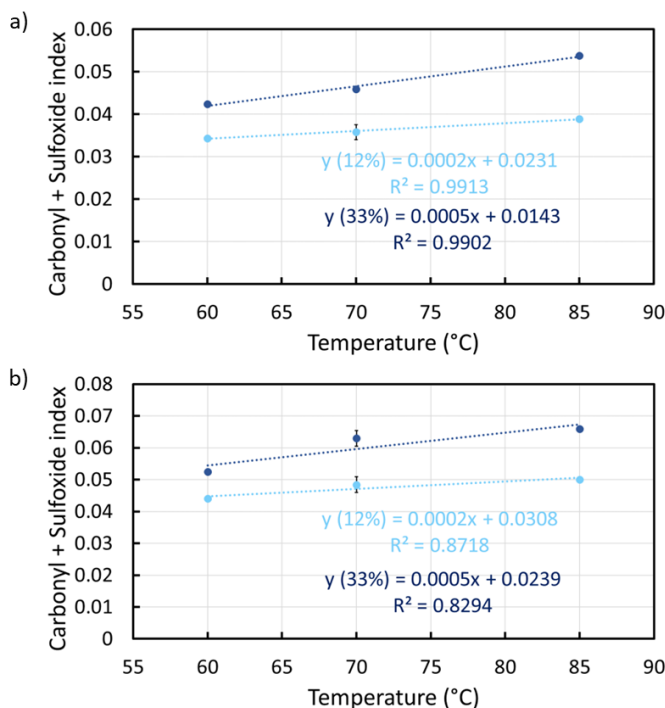 a)
Carbonyl + Sulfoxide index
0.06
0.05
0.04
0.03
0.02
0.01
0
y (12%) = 0.0002x + 0.0231
R² = 0.9913
y (33%) = 0.0005x + 0.0143
R² = 0.9902
55 60 65 70 75 80 85 90
Temperature (°C)
b)
Carbonyl + Sulfoxide index
0.08
0.07
0.06
0.05
0.04
0.03
0.02
0.01
0
y (12%) = 0.0002x + 0.0308
R² = 0.8718
y (33%) = 0.0005x + 0.0239
R² = 0.8294
55 60 65 70 75 80 85 90
Temperature (°C)